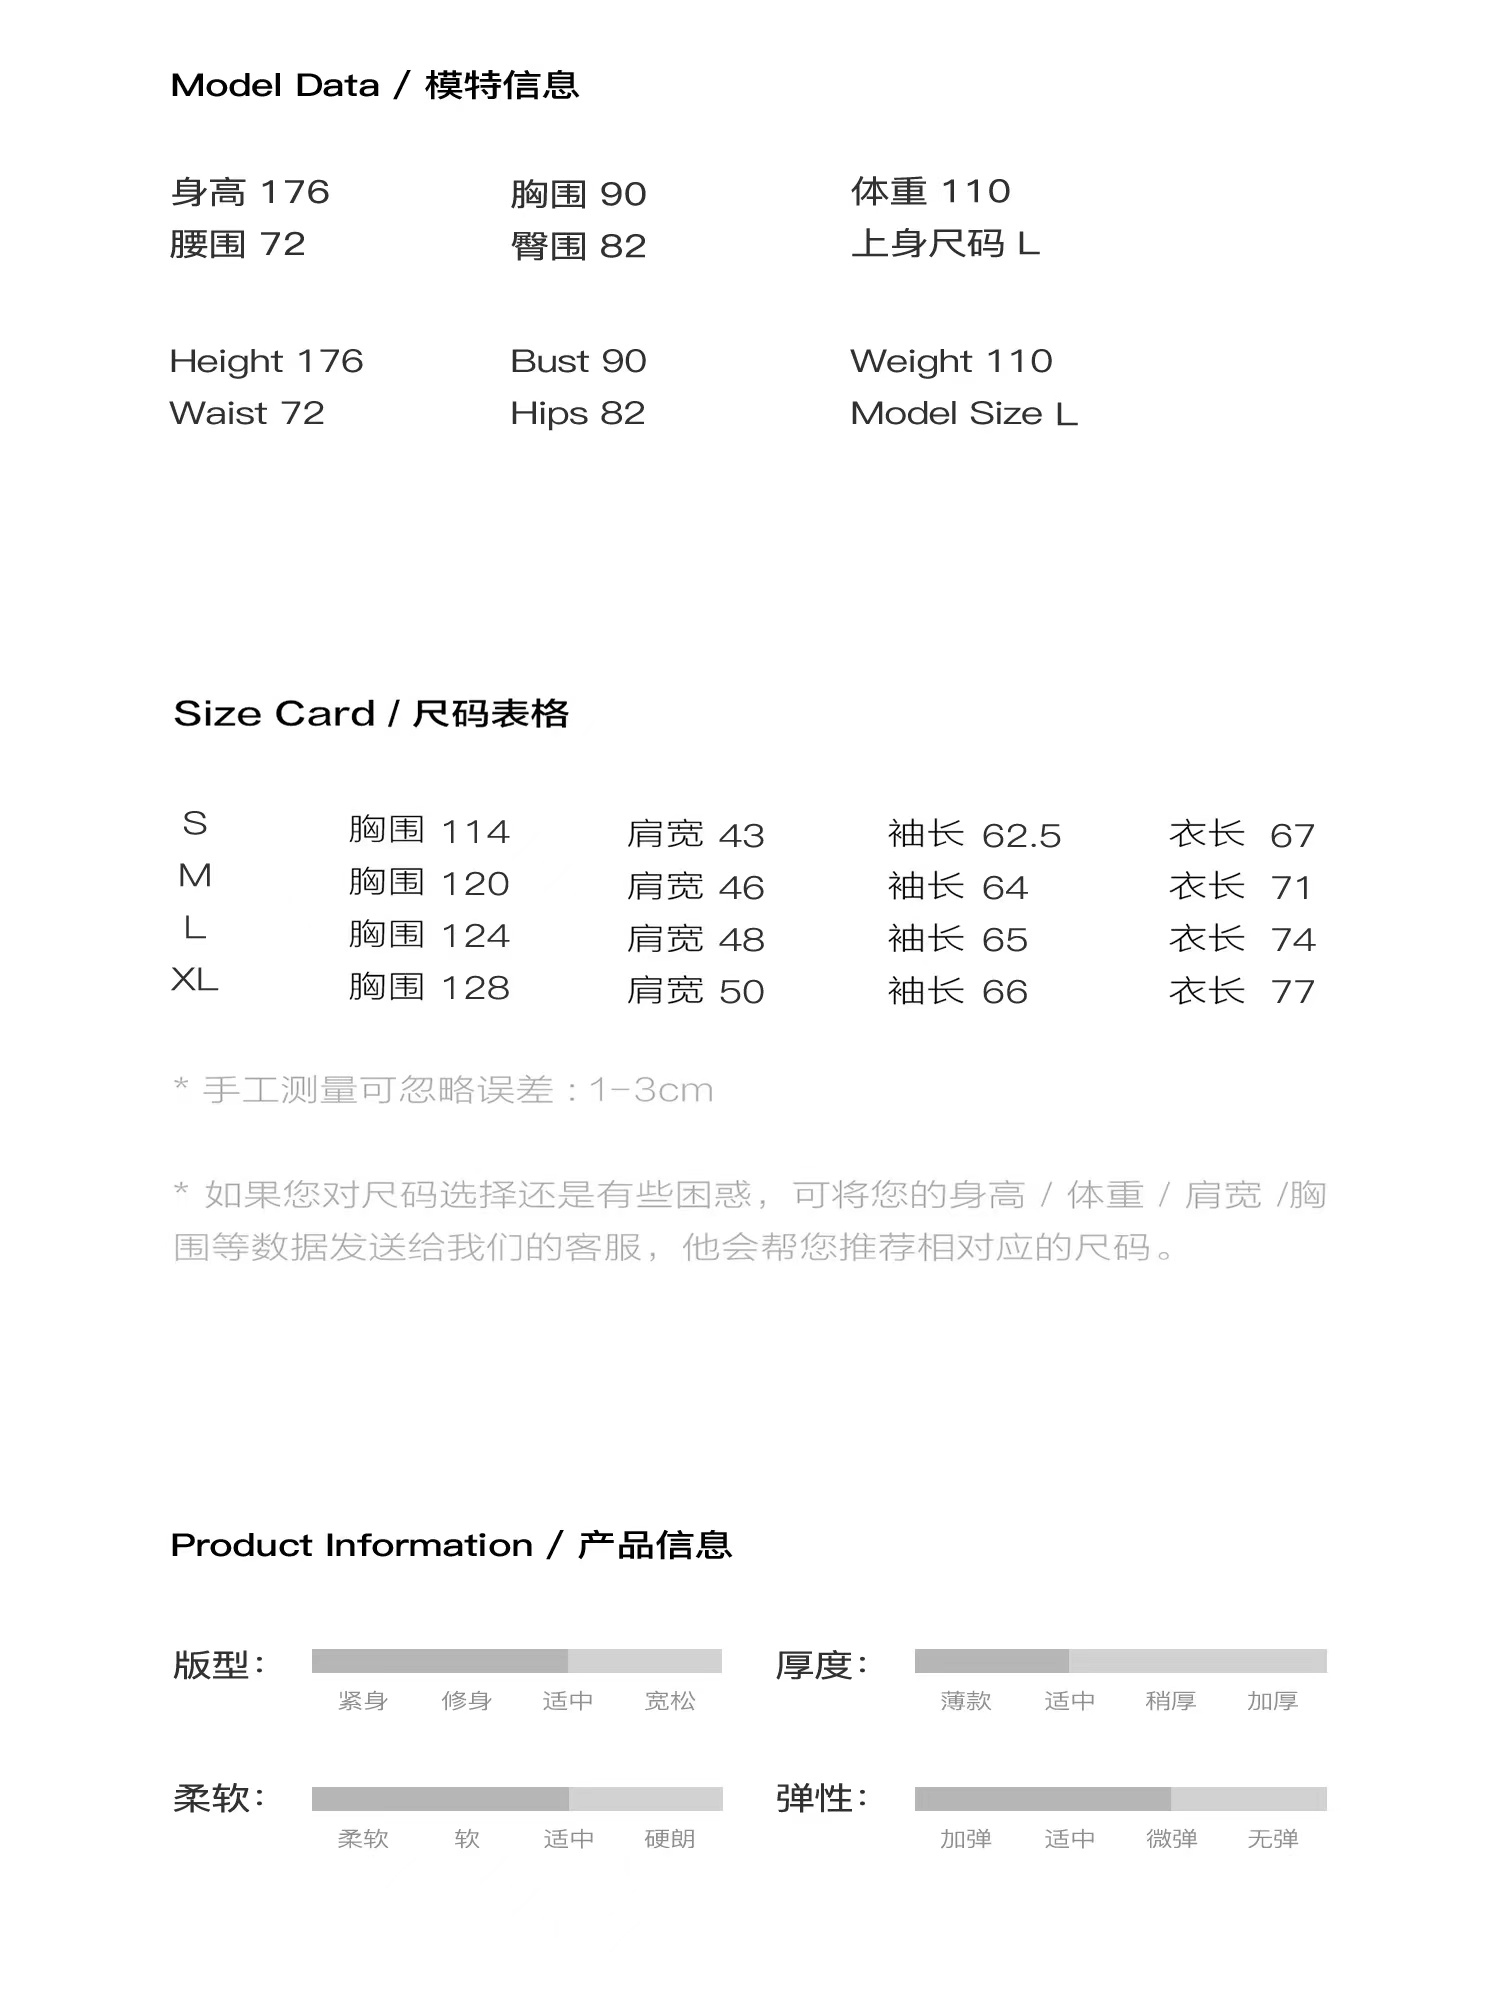 Model Data / 模特信息
身高 176 胸围 90 体重 110
腰围 72 臀围 82 上身尺码 L
Height 176 Bust 90 Weight 110
Waist 72 Hips 82 Model Size L
Size Card / 尺码表格
S 胸围 114 肩宽 43 袖长 62.5 衣长 67
M 胸围 120 肩宽 46 袖长 64 衣长 71
L 胸围 124 肩宽 48 袖长 65 衣长 74
XL 胸围 128 肩宽 50 袖长 66 衣长 77
* 手工测量可忽略误差 : 1-3cm
* 如果您对尺码选择还是有些困惑，可将您的身高 / 体重 / 肩宽 /胸
围等数据发送给我们的客服，他会帮您推荐相对应的尺码。
Product Information / 产品信息
版型： 厚度：
紧身 修身 适中 宽松 薄款 适中 稍厚 加厚
柔软： 弹性：
柔软 软 适中 硬朗 加弹 适中 微弹 无弹